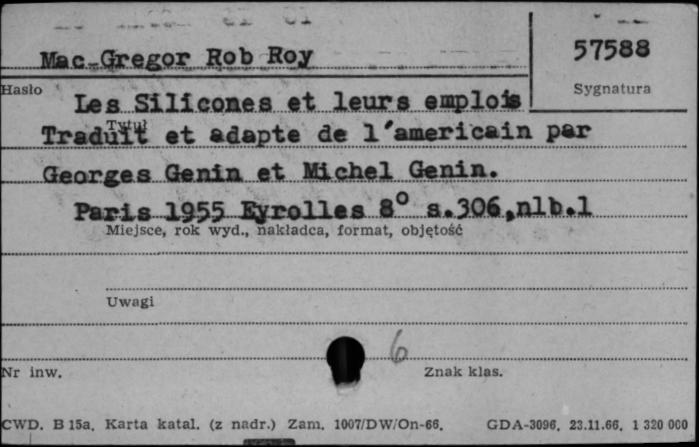 Mac-Gregor Rob Roy
57588
Hasło
Sygnatura
Les Silicones et leurs emplois
Tytuł
Traduit et adapte de l'americain par
Georges Genin et Michel Genin.
Paris 1955 Eyrolles 8° s.306,nlb.1
Miejsce, rok wyd., nakładca, format, objętość
Uwagi
6
Nr inw.
Znak klas.
CWD. B 15a. Karta katal. (z nadr.) Zam. 1007/DW/On-66. GDA-3096. 23.11.66. 1 320 000